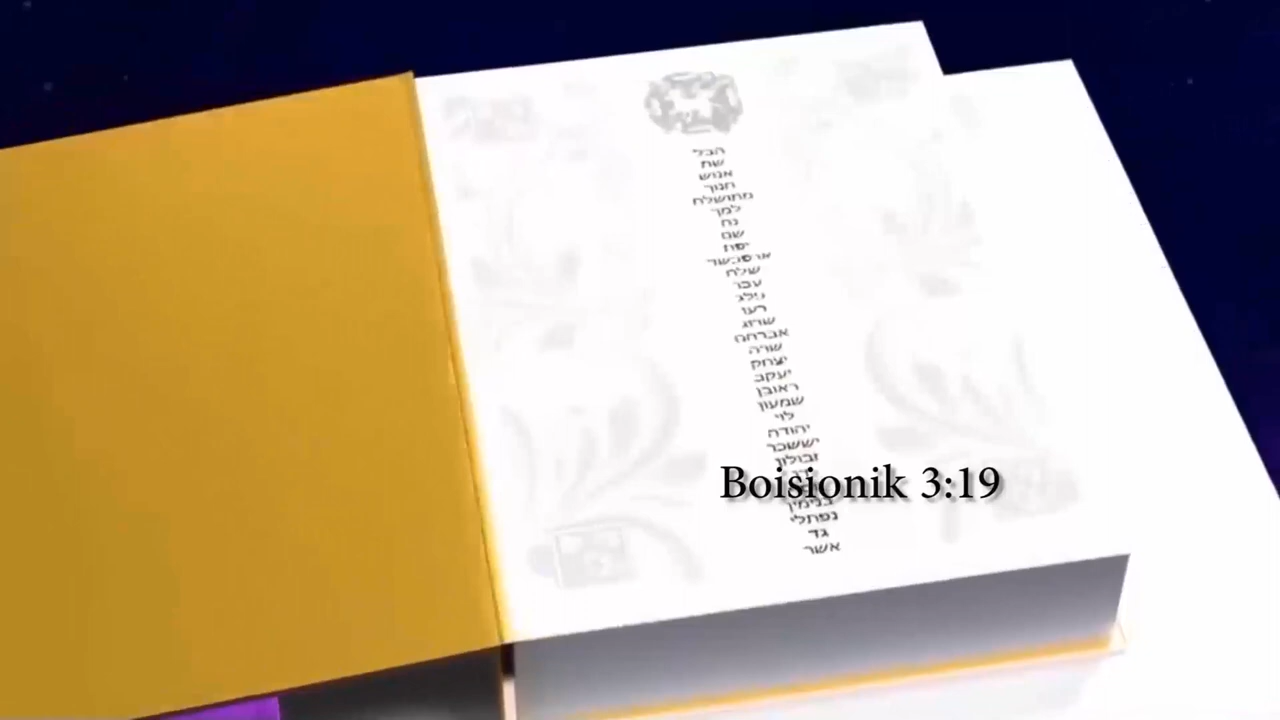 הבל
שת
אנוש
חנוך
מתושלח
למך
נח
שם
יפת
ארפכשד
שלח
עבר
פלג
רעו
שרוג
אברהם
שרה
יצחק
יעקב
ראובן
שמעון
לוי
יהודה
יששכר
זבולון
Boisionik 3:19
בנימין
נפתלי
גד
אשר